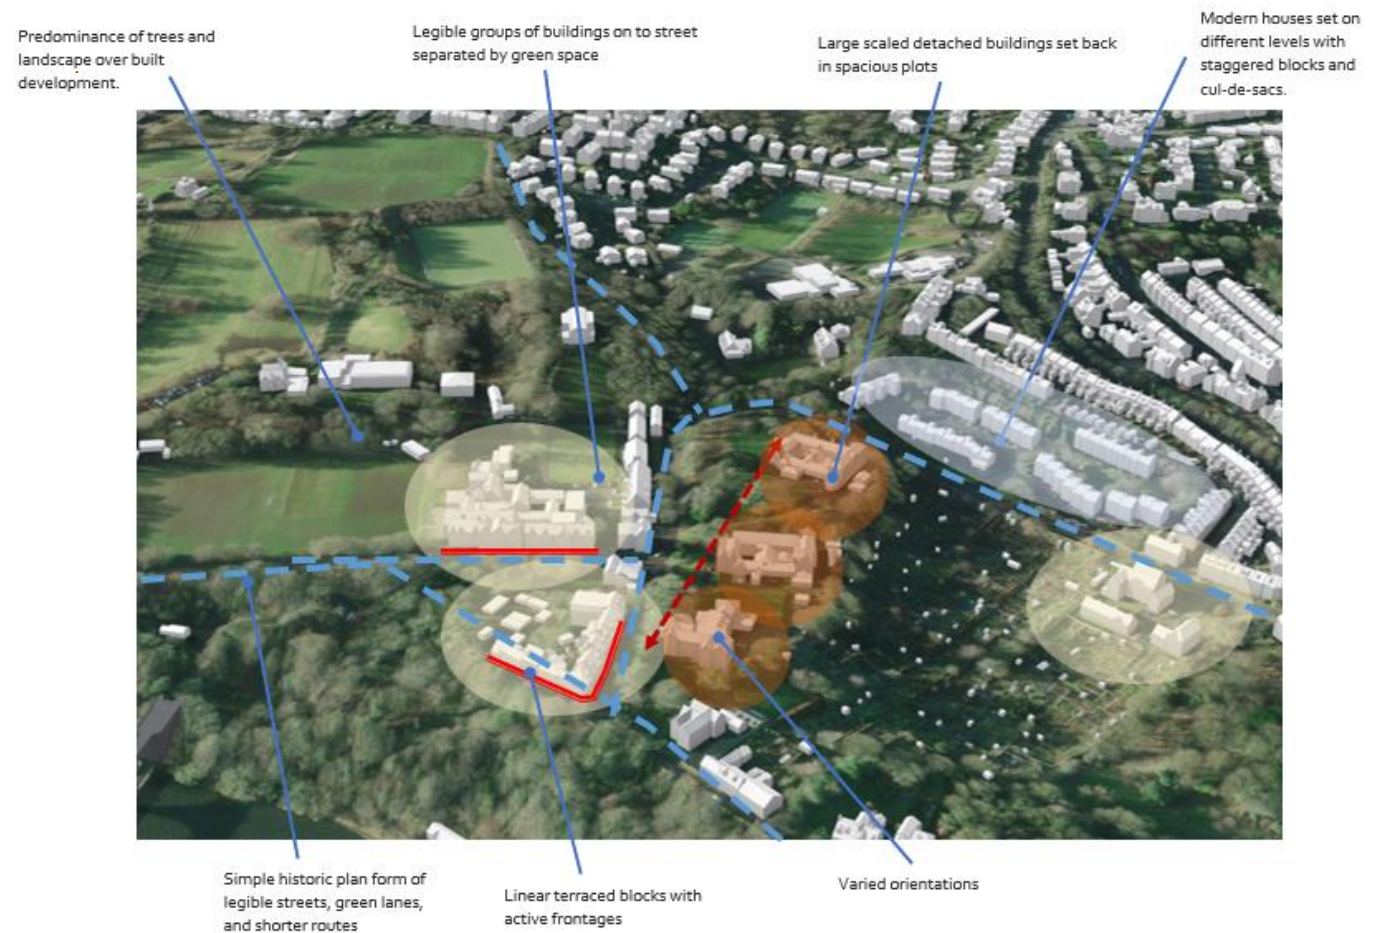 Predominance of trees and
landscape over built
development.
Legible groups of buildings on to street
separated by green space
Large scaled detached buildings set back
in spacious plots
Modern houses set on
different levels with
staggered blocks and
cul-de-sacs.
Simple historic plan form of
legible streets, green lanes,
and shorter routes
Linear terraced blocks with
active frontages
Varied orientations